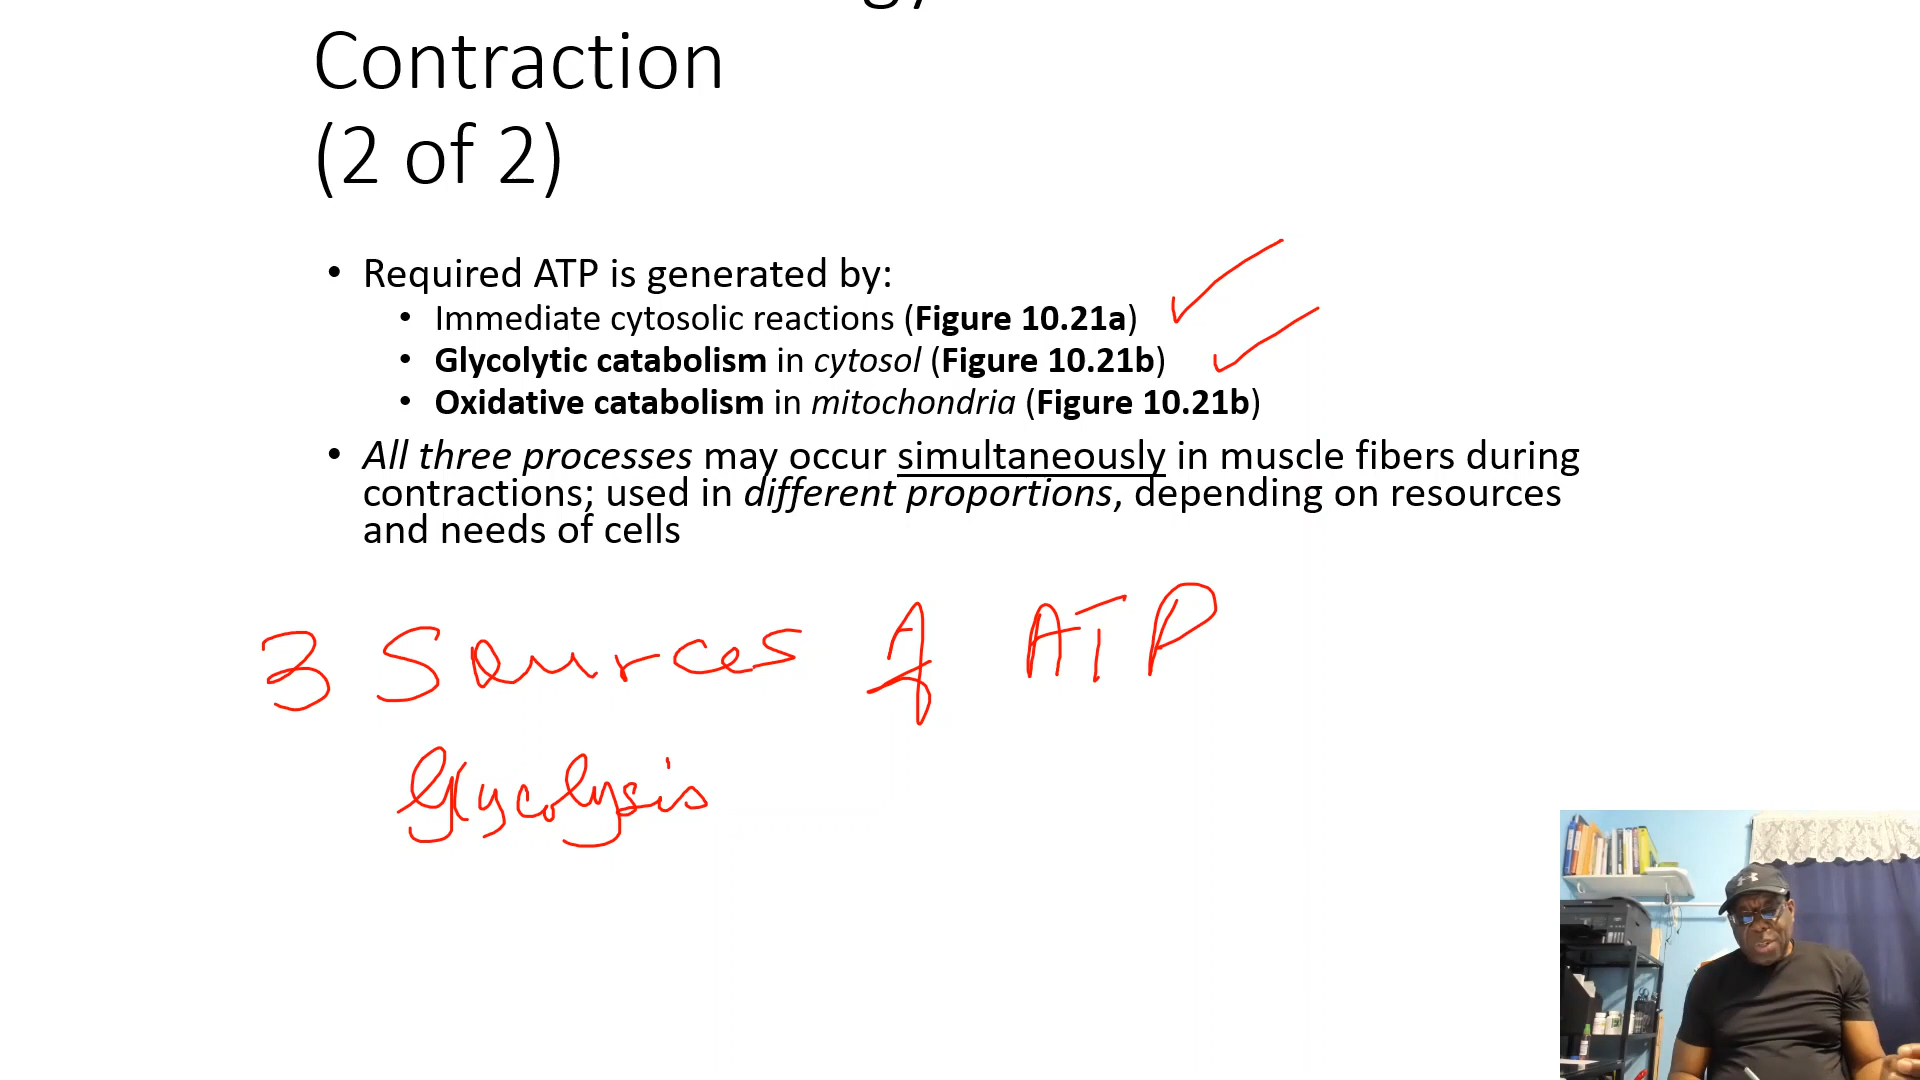 Contraction
(2 of 2)
• Required ATP is generated by:
• Immediate cytosolic reactions (Figure 10.21a)
• Glycolytic catabolism in cytosol (Figure 10.21b)
• Oxidative catabolism in mitochondria (Figure 10.21b)
• All three processes may occur simultaneously in muscle fibers during
contractions; used in different proportions, depending on resources
and needs of cells
3 Sources of ATP
Glycolysis